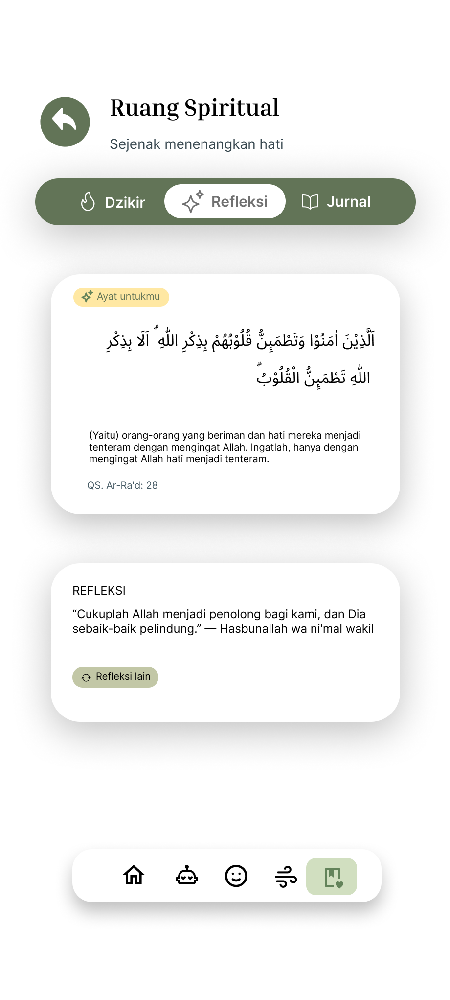 Ruang Spiritual
Sejenak menenangkan hati
Dzikir
Refleksi
Jurnal
Ayat untukmu
اَلَّذِيْنَ اٰمَنُوْا وَتَطْمَىِٕنُّ قُلُوْبُهُمْ بِذِكْرِ اللّٰهِ ۗ اَلَا بِذِكْرِ
اللّٰهِ تَطْمَىِٕنُّ الْقُلُوْبُۗ
(Yaitu) orang-orang yang beriman dan hati mereka menjadi
tenteram dengan mengingat Allah. Ingatlah, hanya dengan
mengingat Allah hati menjadi tenteram.
QS. Ar-Ra'd: 28
REFLEKSI
“Cukuplah Allah menjadi penolong bagi kami, dan Dia
sebaik-baik pelindung.” — Hasbunallah wa ni'mal wakil
Refleksi lain